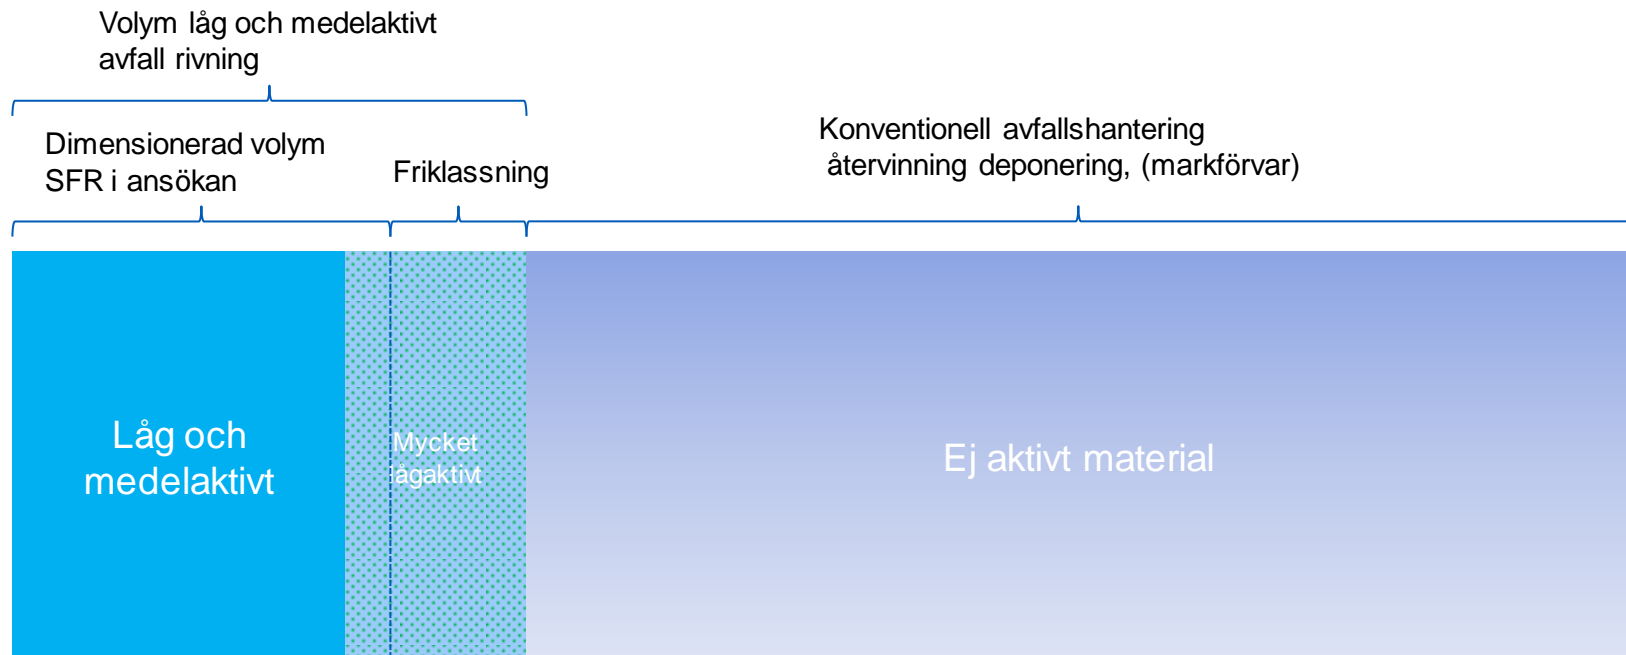 Volym låg och medelaktivt
avfall rivning
Dimensionerad volym
SFR i ansökan
Friklassning
Konventionell avfallshantering
återvinning deponering, (markförvar)
Låg och
medelaktivt
Mycket
lågaktivt
Ej aktivt material